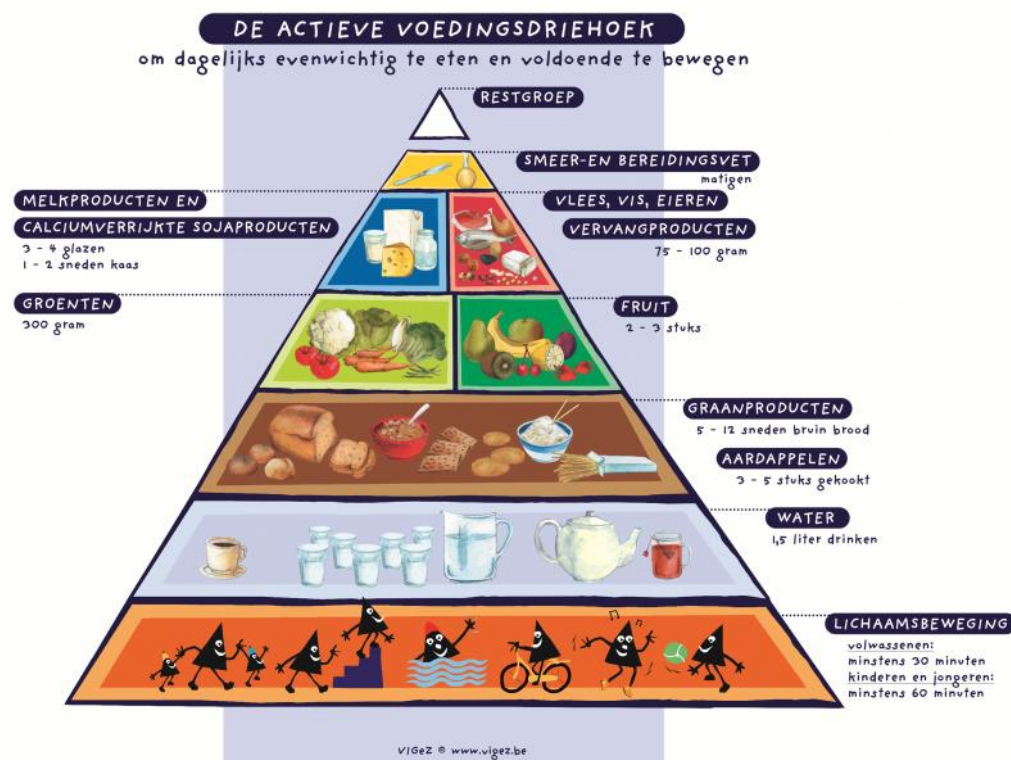 DE ACTIEVE VOEDINGSDRIEHOEK
om dagelijks evenwichtig te eten en voldoende te bewegen
RESTGROEP
SMEER-EN BEREIDINGSVET
matigen
MELKPRODUCTEN EN
CALCIUMVERRIJKTE SOJAPRODUCTEN
3 - 4 glazen
1 - 2 sneden kaas
VLEES, VIS, EIEREN
VERVANGPRODUCTEN
75 - 100 gram
GROENTEN
300 gram
FRUIT
2 - 3 stuks
GRAANPRODUCTEN
5 - 12 sneden bruin brood
AARDAPPELEN
3 - 5 stuks gekookt
WATER
1,5 liter drinken
LICHAAMSBEWEGING
volwassenen:
minstens 30 minuten
kinderen en jongeren:
minstens 60 minuten
VIGeZ © www.vigez.be